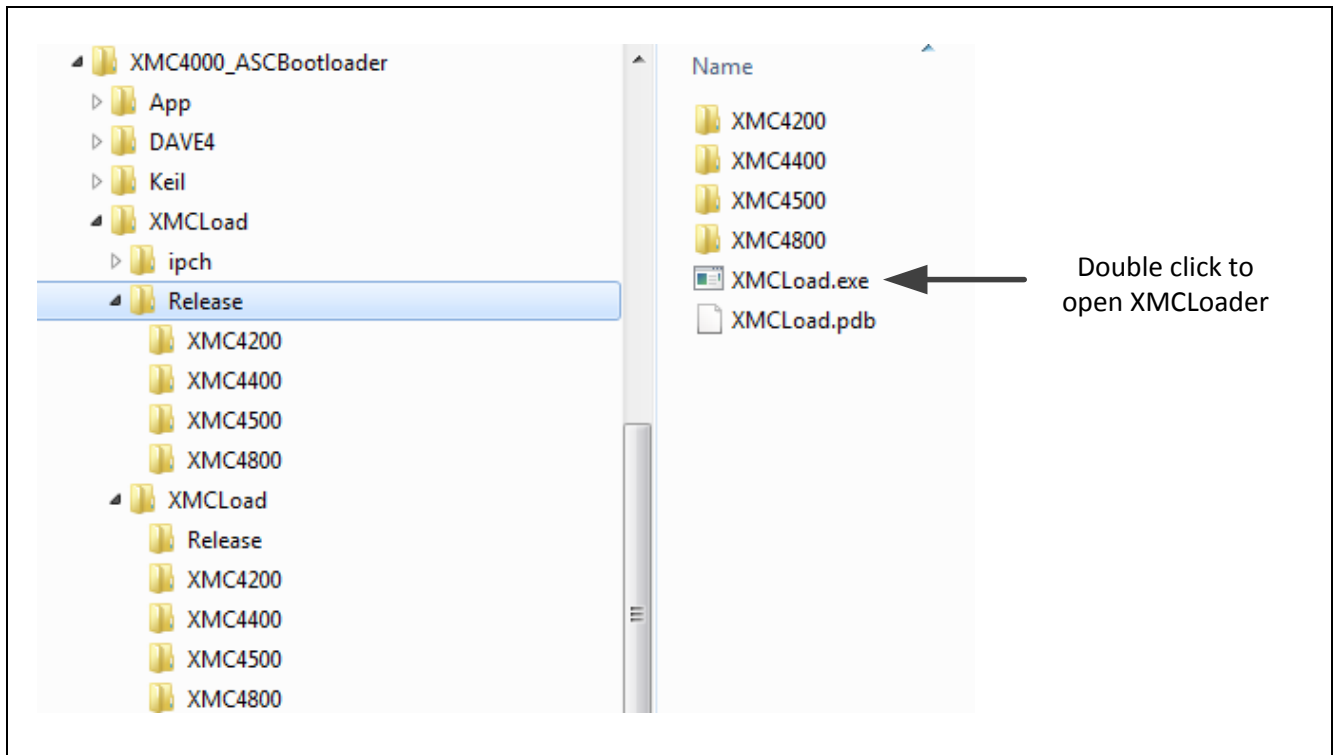 XMC4000_ASCBootloader
App
DAVE4
Keil
XMCLoad
ipch
Release
XMC4200
XMC4400
XMC4500
XMC4800
XMCLoad
Release
XMC4200
XMC4400
XMC4500
XMC4800
Name
XMC4200
XMC4400
XMC4500
XMC4800
XMCLoad.exe
XMCLoad.pdb
Double click to
open XMCLoader